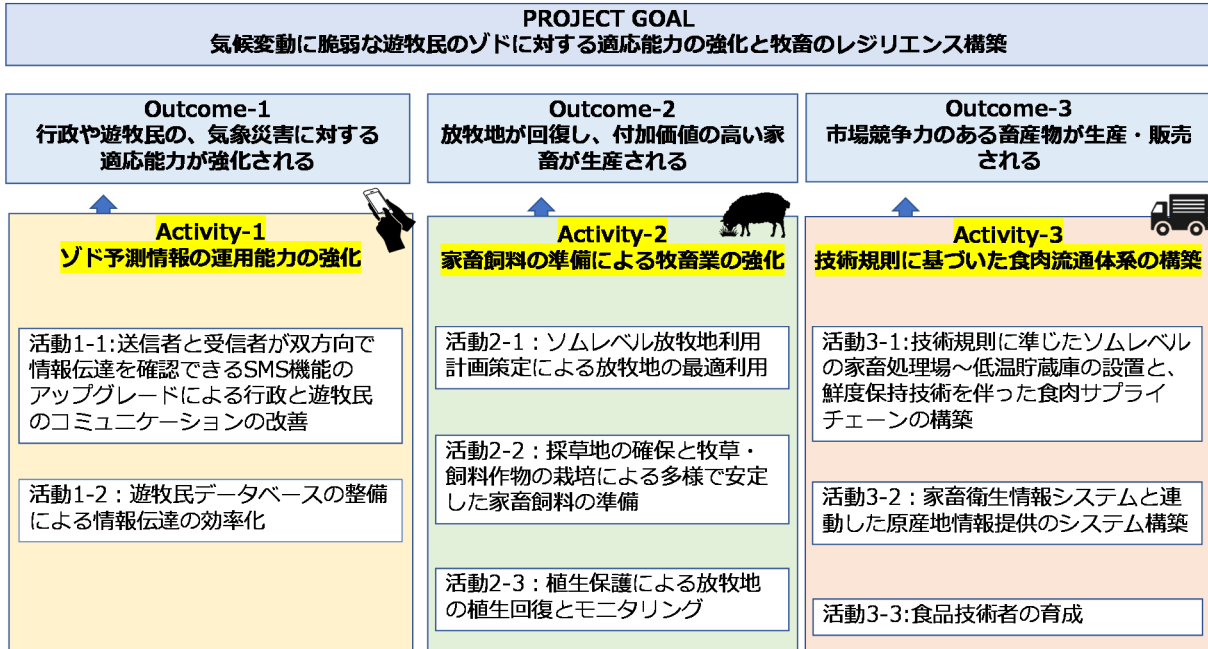 PROJECT GOAL
気候変動に脆弱な遊牧民のゾドに対する適応能力の強化と牧畜のレジリエンス構築
Outcome-1
行政や遊牧民の、気象災害に対する
適応能力が強化される
Outcome-2
放牧地が回復し、付加価値の高い家
畜が生産される
Outcome-3
市場競争力のある畜産物が生産・販売
される
Activity-1
ゾド予測情報の運用能力の強化
活動1-1:送信者と受信者が双方向で
情報伝達を確認できるSMS機能の
アップグレードによる行政と遊牧民
のコミュニケーションの改善
活動1-2：遊牧民データベースの整備
による情報伝達の効率化
Activity-2
家畜飼料の準備による牧畜業の強化
活動2-1：ソムレベル放牧地利用
計画策定による放牧地の最適利用
活動2-2：採草地の確保と牧草・
飼料作物の栽培による多様で安定
した家畜飼料の準備
活動2-3：植生保護による放牧地
の植生回復とモニタリング
Activity-3
技術規則に基づいた食肉流通体系の構築
活動3-1:技術規則に準じたソムレベル
の家畜処理場～低温貯蔵庫の設置と、
鮮度保持技術を伴った食肉サプライ
チェーンの構築
活動3-2：家畜衛生情報システムと連
動した原産地情報提供のシステム構築
活動3-3:食品技術者の育成